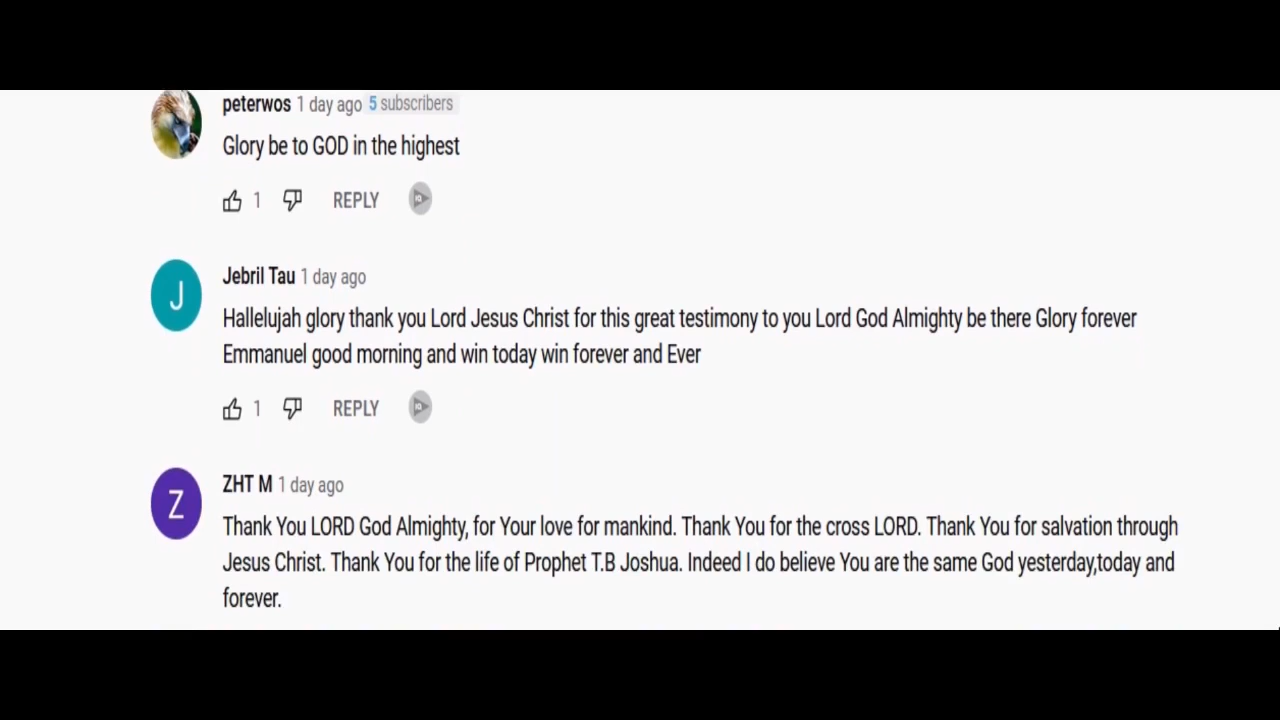 peterwos 1 day ago 5 subscribers
Glory be to GOD in the highest
1 REPLY
J
Jebril Tau 1 day ago
Hallelujah glory thank you Lord Jesus Christ for this great testimony to you Lord God Almighty be there Glory forever
Emmanuel good morning and win today win forever and Ever
1 REPLY
Z
ZHT M 1 day ago
Thank You LORD God Almighty, for Your love for mankind. Thank You for the cross LORD. Thank You for salvation through
Jesus Christ. Thank You for the life of Prophet T.B Joshua. Indeed I do believe You are the same God yesterday,today and
forever.